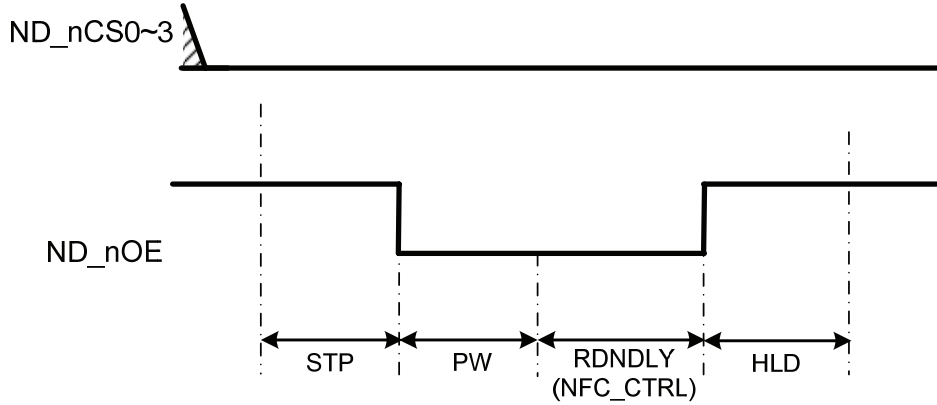 ND_nCS0~3
ND_nOE
STP
PW
RDNDLY
(NFC_CTRL)
HLD